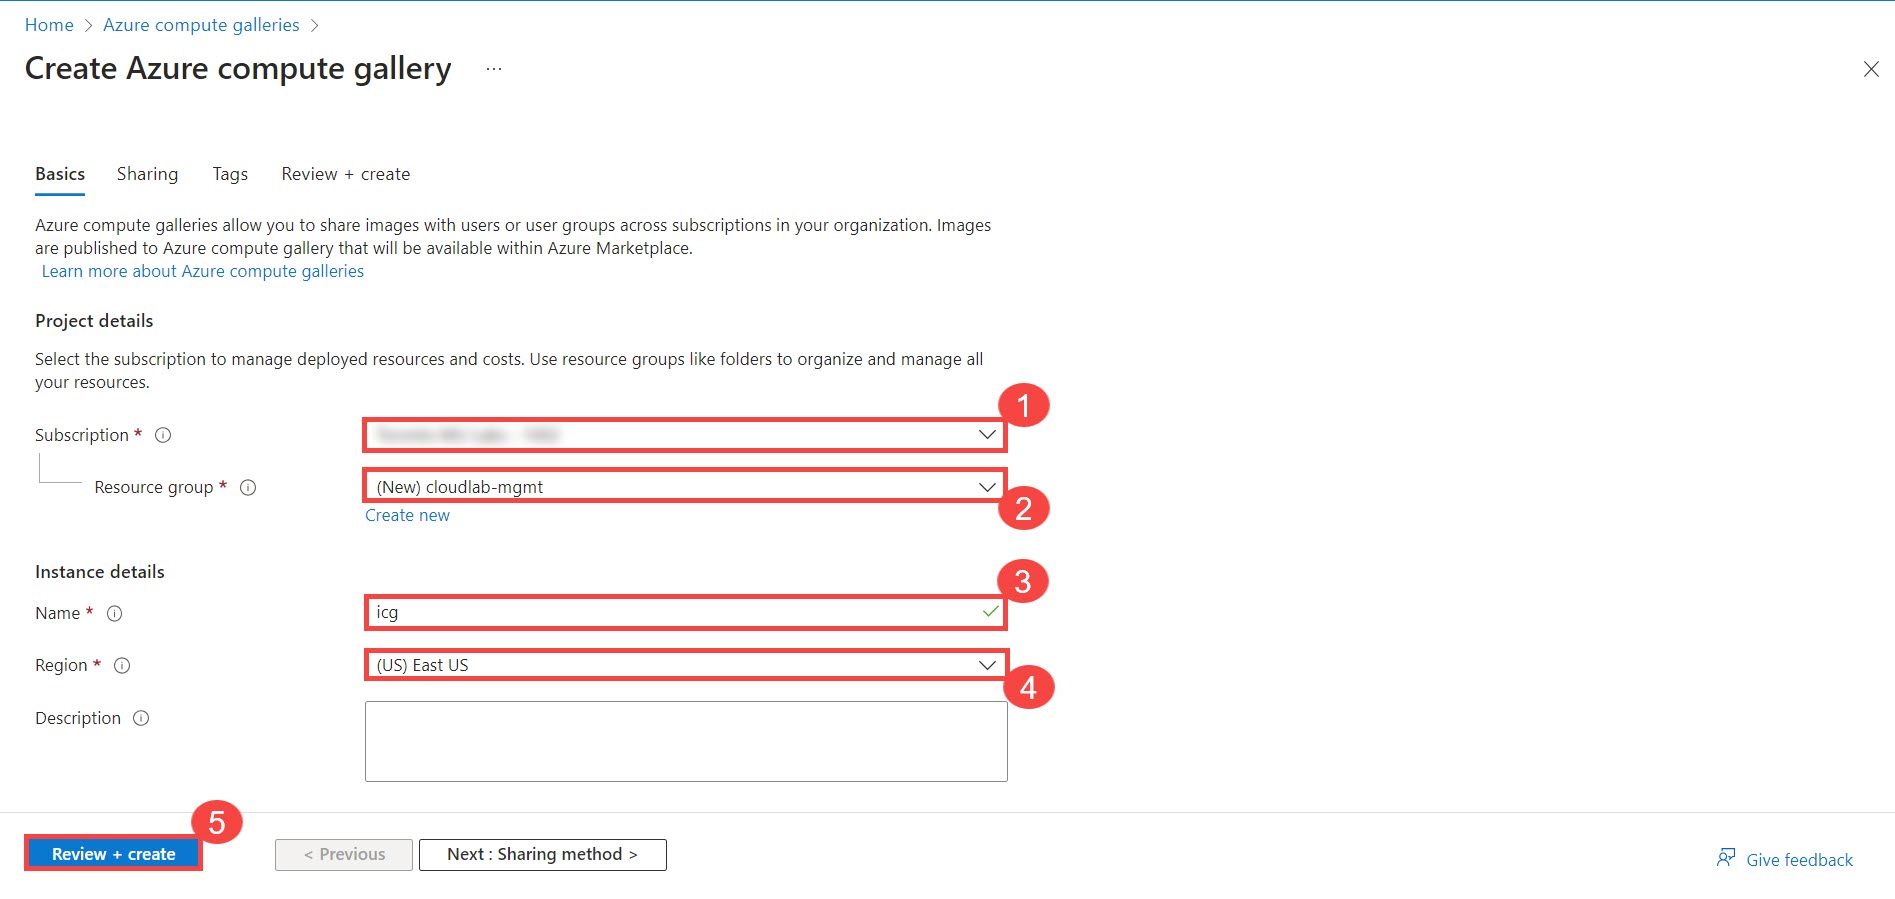 Home > Azure compute galleries >
Create Azure compute gallery ...
Basics Sharing Tags Review + create
Azure compute galleries allow you to share images with users or user groups across subscriptions in your organization. Images
are published to Azure compute gallery that will be available within Azure Marketplace.
Learn more about Azure compute galleries
Project details
Select the subscription to manage deployed resources and costs. Use resource groups like folders to organize and manage all
your resources.
1
Subscription *
Resource group * (New) cloudlab-mgmt
2
Create new
Instance details
3
Name * icg
Region * (US) East US
4
Description
5
Review + create < Previous Next : Sharing method > Give feedback